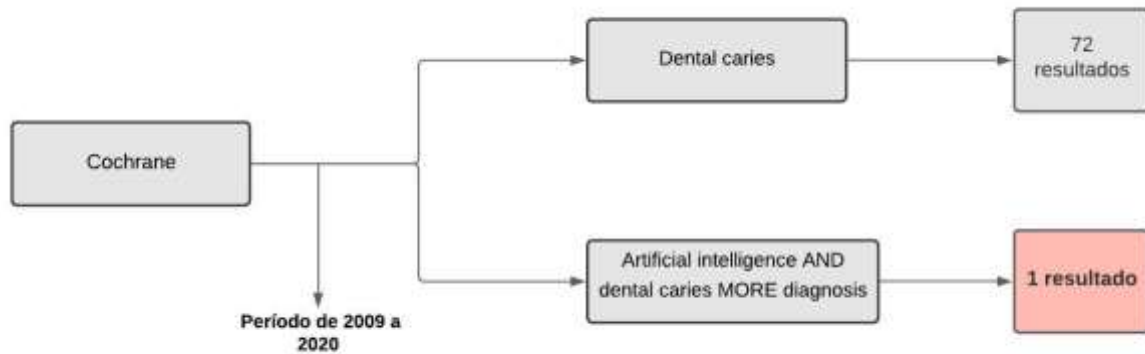 Cochrane
Período de 2009 a
2020
Dental caries
72
resultados
Artificial intelligence AND
dental caries MORE diagnosis
1 resultado